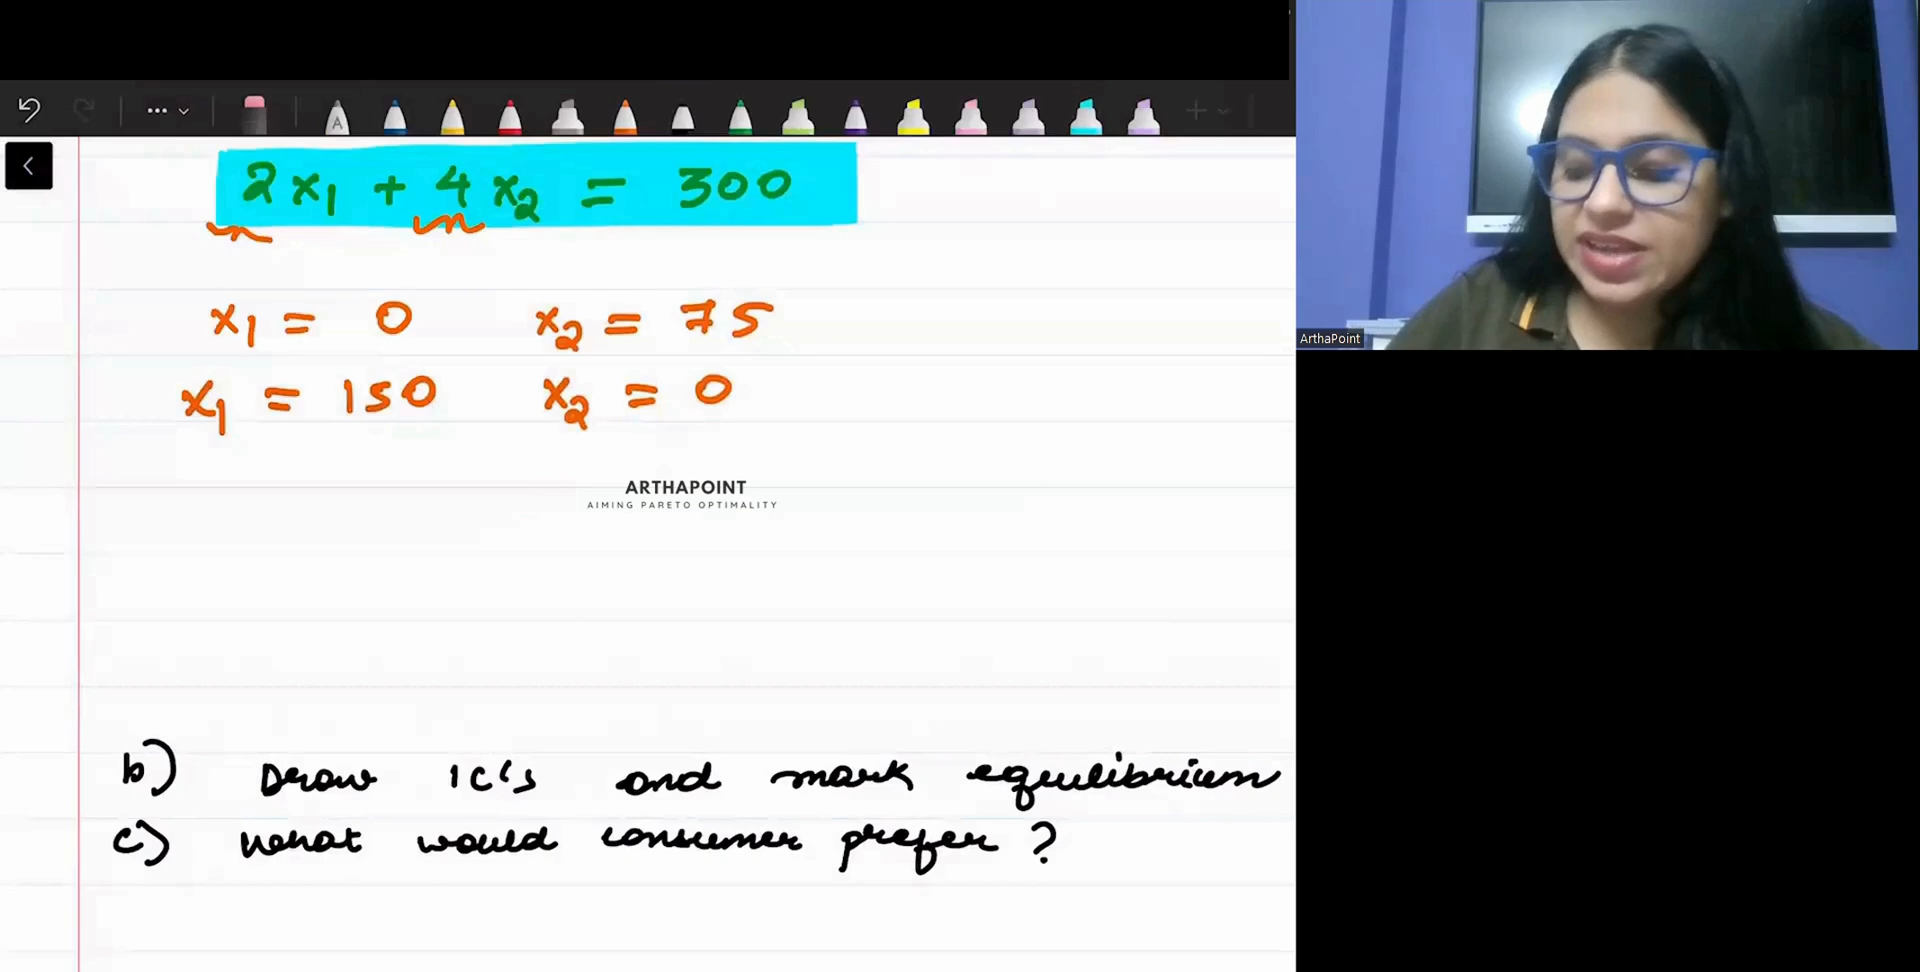 2x₁ + 4x₂ = 300
x₁ = 0 x₂ = 75
x₁ = 150 x₂ = 0
ARTHAPOINT
AIMING PARETO OPTIMALITY
b) Draw IC's and mark equilibrium
c) What would consumer prefer ?
ArthaPoint
A